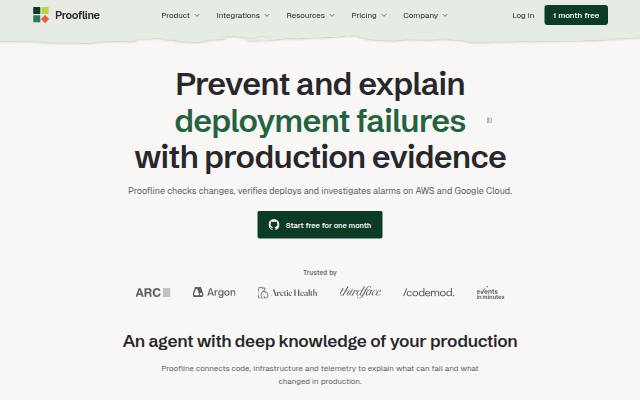 Proofline
Product
Integrations
Resources
Pricing
Company
Log in
1 month free
Prevent and explain
deployment failures
with production evidence
Proofline checks changes, verifies deploys and investigates alarms on AWS and Google Cloud.
Start free for one month
Trusted by
ARC
Argon
Arctic Health
thirdface
/codemod.
events
in minutes
An agent with deep knowledge of your production
Proofline connects code, infrastructure and telemetry to explain what can fail and what
changed in production.